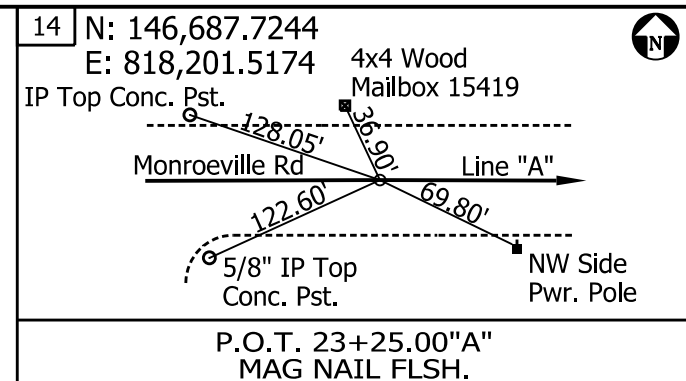 14
N: 146,687.7244
E: 818,201.5174
N
4x4 Wood
Mailbox 15419
IP Top Conc. Pst.
128.05'
36.90'
Monroeville Rd
Line "A"
122.60'
69.80'
5/8" IP Top
Conc. Pst.
NW Side
Pwr. Pole
P.O.T. 23+25.00"A"
MAG NAIL FLSH.